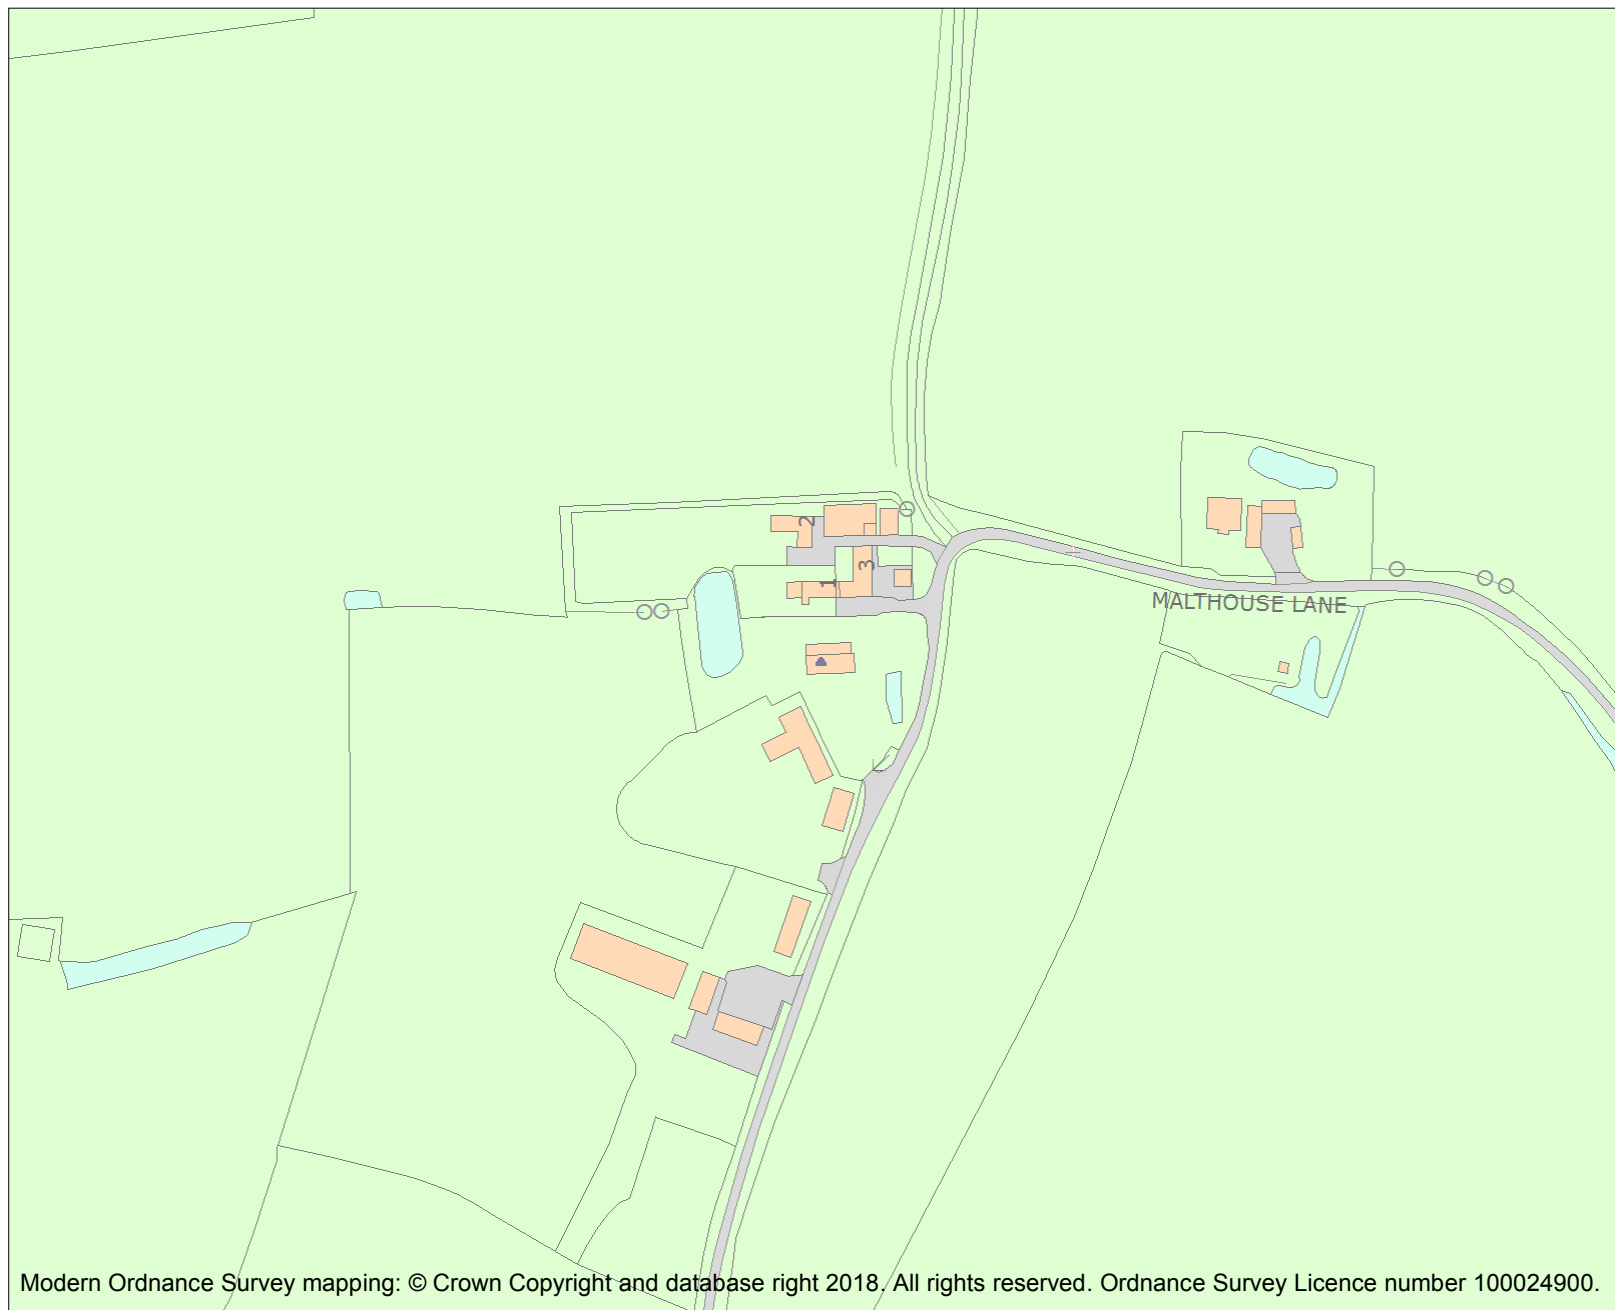 2
3
1
MALTHOUSE LANE
Modern Ordnance Survey mapping: © Crown Copyright and database right 2018. All rights reserved. Ordnance Survey Licence number 100024900.